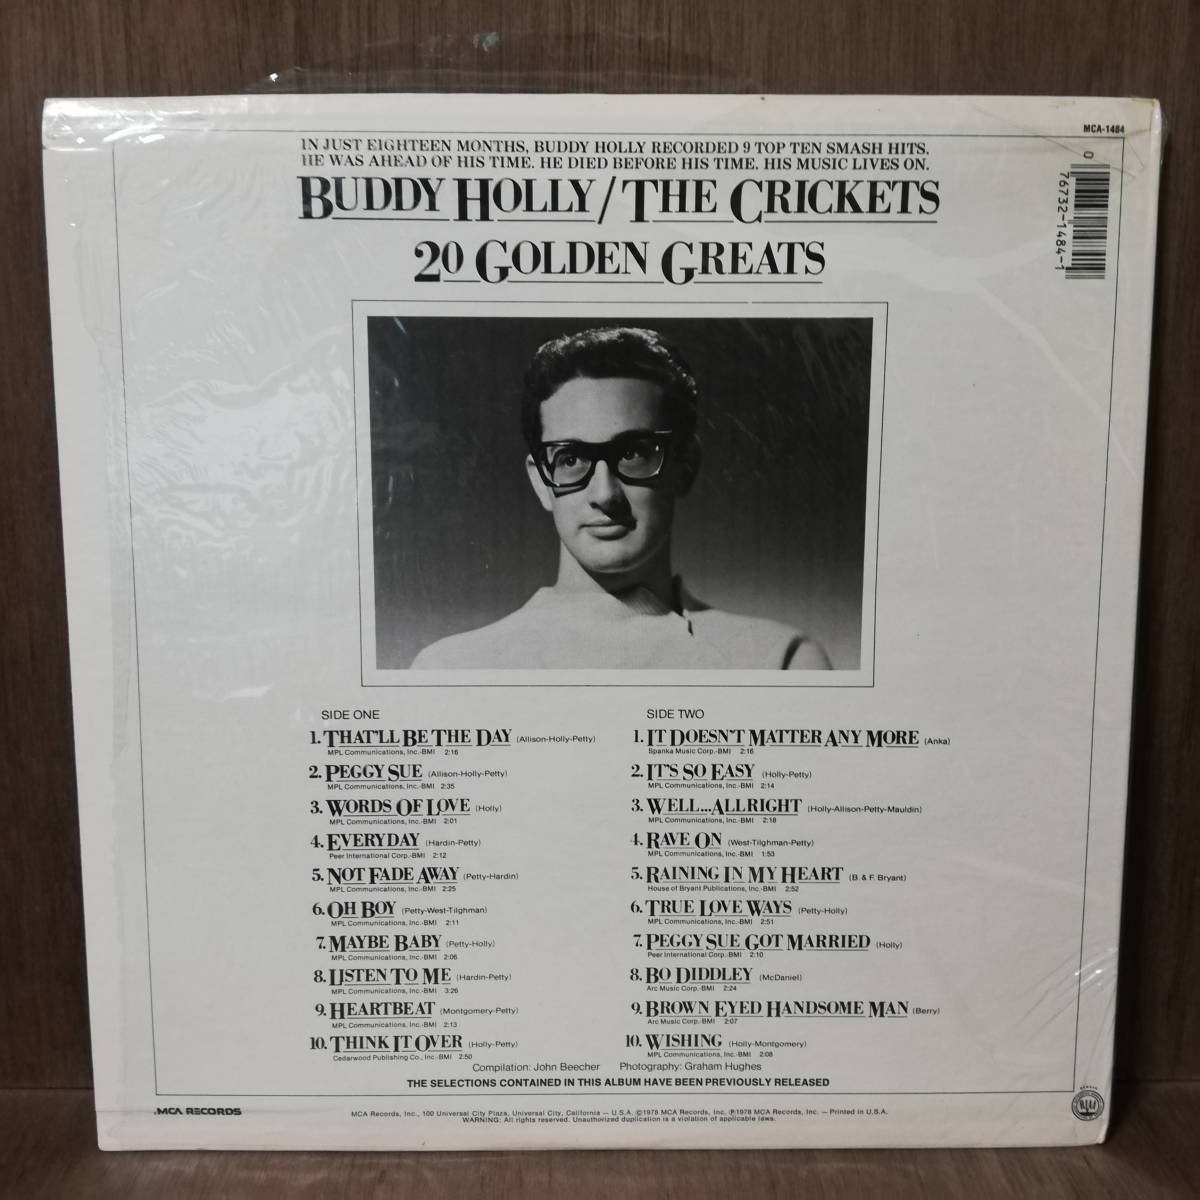 MCA-1484
0 76732-1484-1
IN JUST EIGHTEEN MONTHS, BUDDY HOLLY RECORDED 9 TOP TEN SMASH HITS.
HE WAS AHEAD OF HIS TIME. HE DIED BEFORE HIS TIME. HIS MUSIC LIVES ON.
BUDDY HOLLY/THE CRICKETS
20 GOLDEN GREATS
SIDE ONE
1. THAT'LL BE THE DAY (Allison-Holly-Petty)
MPL Communications, Inc.-BMI 2:16
2. PEGGY SUE (Allison-Holly-Petty)
MPL Communications, Inc.-BMI 2:35
3. WORDS OF LOVE (Holly)
MPL Communications, Inc.-BMI 2:01
4. EVERYDAY (Hardin-Petty)
Peer International Corp.-BMI 2:12
5. NOT FADE AWAY (Petty-Hardin)
MPL Communications, Inc.-BMI 2:25
6. OH BOY (Petty-West-Tilghman)
MPL Communications, Inc.-BMI 2:11
7. MAYBE BABY (Petty-Holly)
MPL Communications, Inc.-BMI 2:06
8. LISTEN TO ME (Hardin-Petty)
MPL Communications, Inc.-BMI 3:26
9. HEARTBEAT (Montgomery-Petty)
MPL Communications, Inc.-BMI 2:13
10. THINK IT OVER (Holly-Petty)
Cedarwood Publishing Co., Inc.-BMI 2:50
SIDE TWO
1. IT DOESN'T MATTER ANY MORE (Anka)
Spanka Music Corp.-BMI 2:16
2. IT'S SO EASY (Holly-Petty)
MPL Communications, Inc.-BMI 2:14
3. WELL...ALLRIGHT (Holly-Allison-Petty-Mauldin)
MPL Communications, Inc.-BMI 2:18
4. RAVE ON (West-Tilghman-Petty)
MPL Communications, Inc.-BMI 1:53
5. RAINING IN MY HEART (B. & F. Bryant)
House of Bryant Publications, Inc.-BMI 2:52
6. TRUE LOVE WAYS (Petty-Holly)
MPL Communications, Inc.-BMI 2:51
7. PEGGY SUE GOT MARRIED (Holly)
Peer International Corp.-BMI 2:10
8. BO DIDDLEY (McDaniel)
Arc Music Corp.-BMI 2:24
9. BROWN EYED HANDSOME MAN (Berry)
Arc Music Corp.-BMI 2:07
10. WISHING (Holly-Montgomery)
MPL Communications, Inc.-BMI 2:08
Compilation: John Beecher Photography: Graham Hughes
THE SELECTIONS CONTAINED IN THIS ALBUM HAVE BEEN PREVIOUSLY RELEASED
.MCA RECORDS
MCA Records, Inc., 100 Universal City Plaza, Universal City, California — U.S.A. ©1978 MCA Records, Inc. ℗1978 MCA Records, Inc. — Printed in U.S.A.
WARNING: All rights reserved. Unauthorized duplication is a violation of applicable laws.